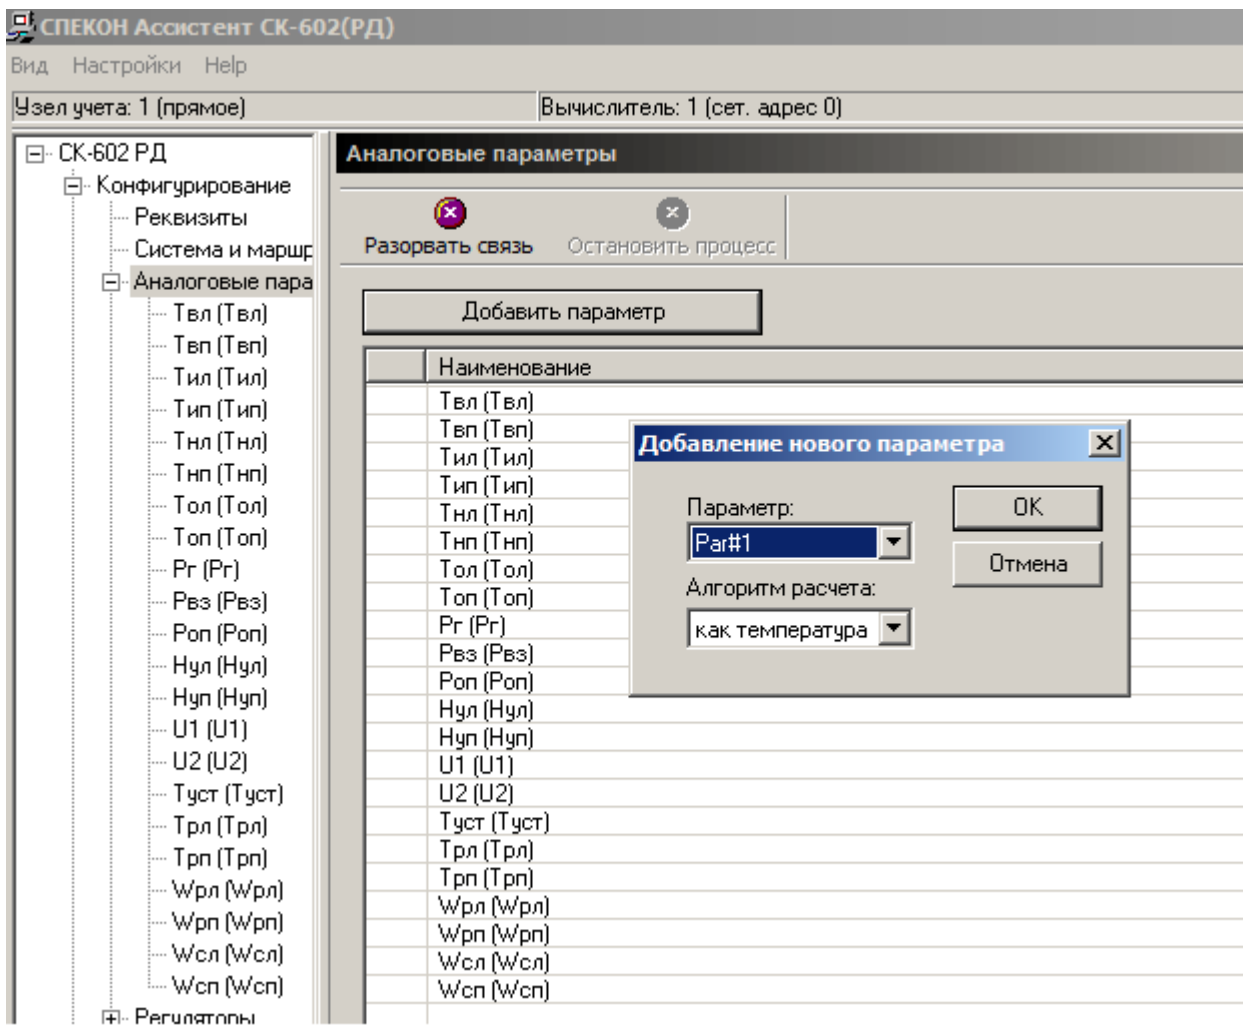 СПЕКОН Ассистент СК-602(РД)
Вид Настройки Help
Узел учета: 1 (прямое)
Вычислитель: 1 (сет. адрес 0)
СК-602 РД
Конфигурирование
Реквизиты
Система и маршр
Аналоговые пара
Твл (Твл)
Твп (Твп)
Тил (Тил)
Тип (Тип)
Тнл (Тнл)
Тнп (Тнп)
Тол (Тол)
Топ (Топ)
Рг (Рг)
Рвз (Рвз)
Роп (Роп)
Нул (Нул)
Нуп (Нуп)
U1 (U1)
U2 (U2)
Туст (Туст)
Трл (Трл)
Трп (Трп)
Wрл (Wрл)
Wрп (Wрп)
Wсл (Wсл)
Wсп (Wсп)
Регуляторы
Аналоговые параметры
Разорвать связь Остановить процесс
Добавить параметр
Наименование
Твл (Твл)
Твп (Твп)
Тил (Тил)
Тип (Тип)
Тнл (Тнл)
Тнп (Тнп)
Тол (Тол)
Топ (Топ)
Рг (Рг)
Рвз (Рвз)
Роп (Роп)
Нул (Нул)
Нуп (Нуп)
U1 (U1)
U2 (U2)
Туст (Туст)
Трл (Трл)
Трп (Трп)
Wрл (Wрл)
Wрп (Wрп)
Wсл (Wсл)
Wсп (Wсп)
Добавление нового параметра
Параметр:
Par#1
Алгоритм расчета:
как температура
OK
Отмена